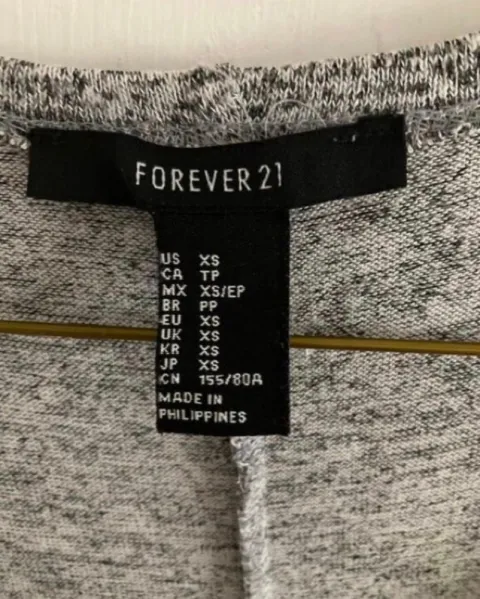 FOREVER 21
US XS
CA TP
MX XS/EP
BR PP
EU XS
UK XS
KR XS
JP XS
CN 155/80A
MADE IN
PHILIPPINES